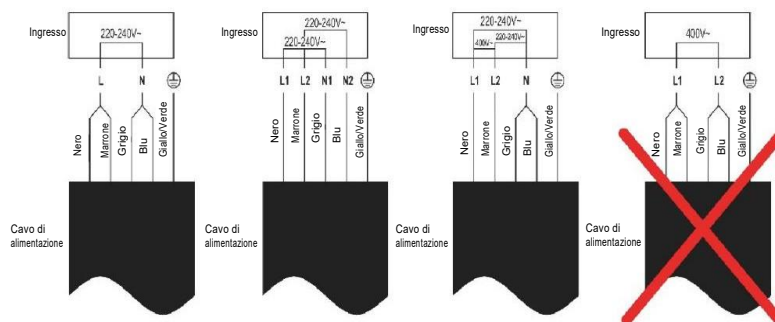 Ingresso
220-240V~
L N
Nero
Marrone
Grigio
Blu
Giallo/Verde
Cavo di
alimentazione
Ingresso
220-240V~
220-240V~
L1 L2 N1 N2
Nero
Marrone
Grigio
Blu
Giallo/Verde
Cavo di
alimentazione
Ingresso
220-240V~
400V~ 220-240V~
L1 L2 N
Nero
Marrone
Grigio
Blu
Giallo/Verde
Cavo di
alimentazione
Ingresso
400V~
L1 L2
Nero
Marrone
Grigio
Blu
Giallo/Verde
Cavo di
alimentazione